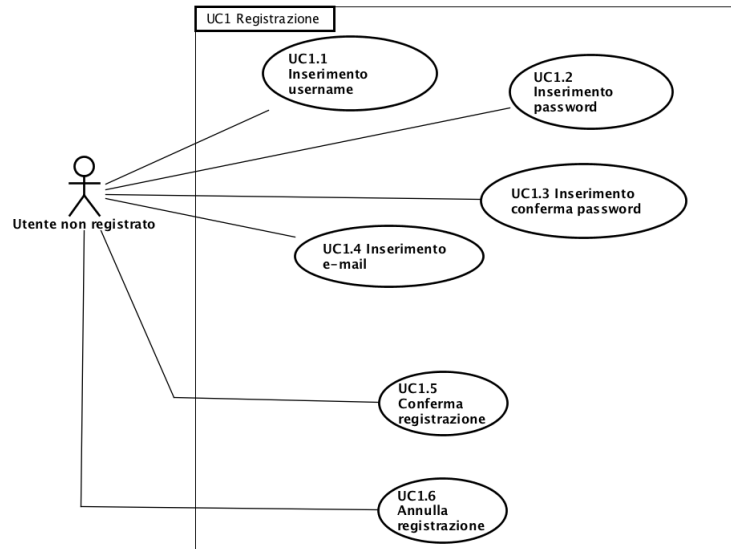 UC1 Registrazione
UC1.1
Inserimento
username
UC1.2
Inserimento
password
UC1.3 Inserimento
conferma password
Utente non registrato
UC1.4 Inserimento
e-mail
UC1.5
Conferma
registrazione
UC1.6
Annulla
registrazione